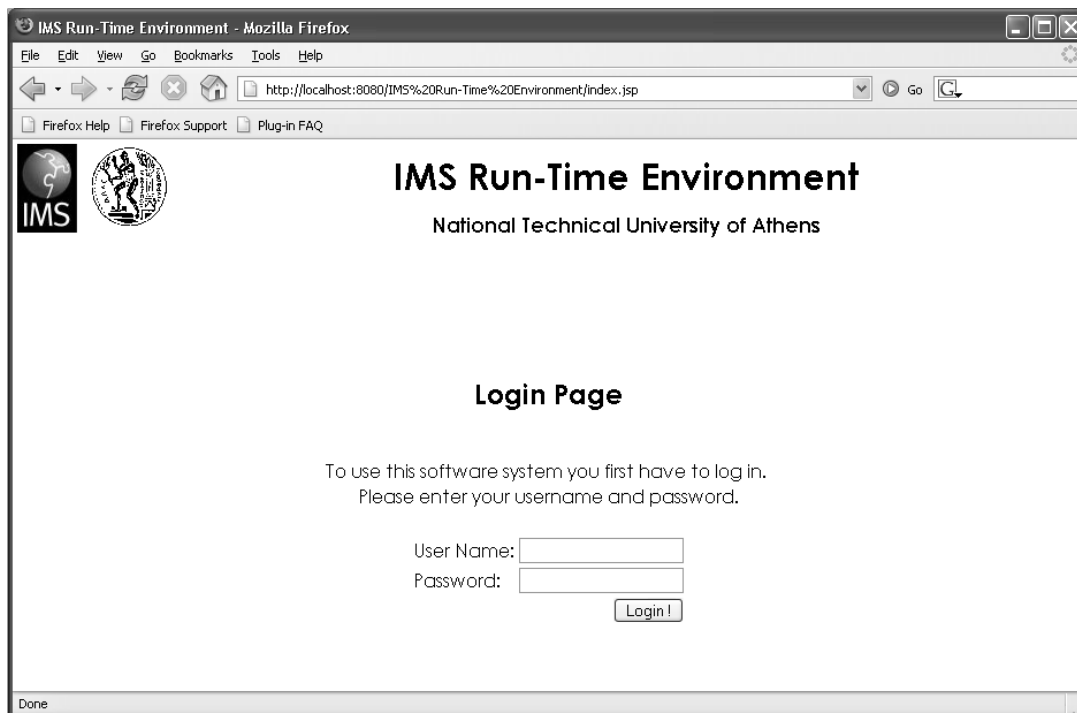 IMS Run-Time Environment - Mozilla Firefox
File Edit View Go Bookmarks Tools Help
http://localhost:8080/IMS%20Run-Time%20Environment/index.jsp Go G
Firefox Help Firefox Support Plug-in FAQ
IMS
IMS Run-Time Environment
National Technical University of Athens
Login Page
To use this software system you first have to log in.
Please enter your username and password.
User Name:
Password:
Login !
Done